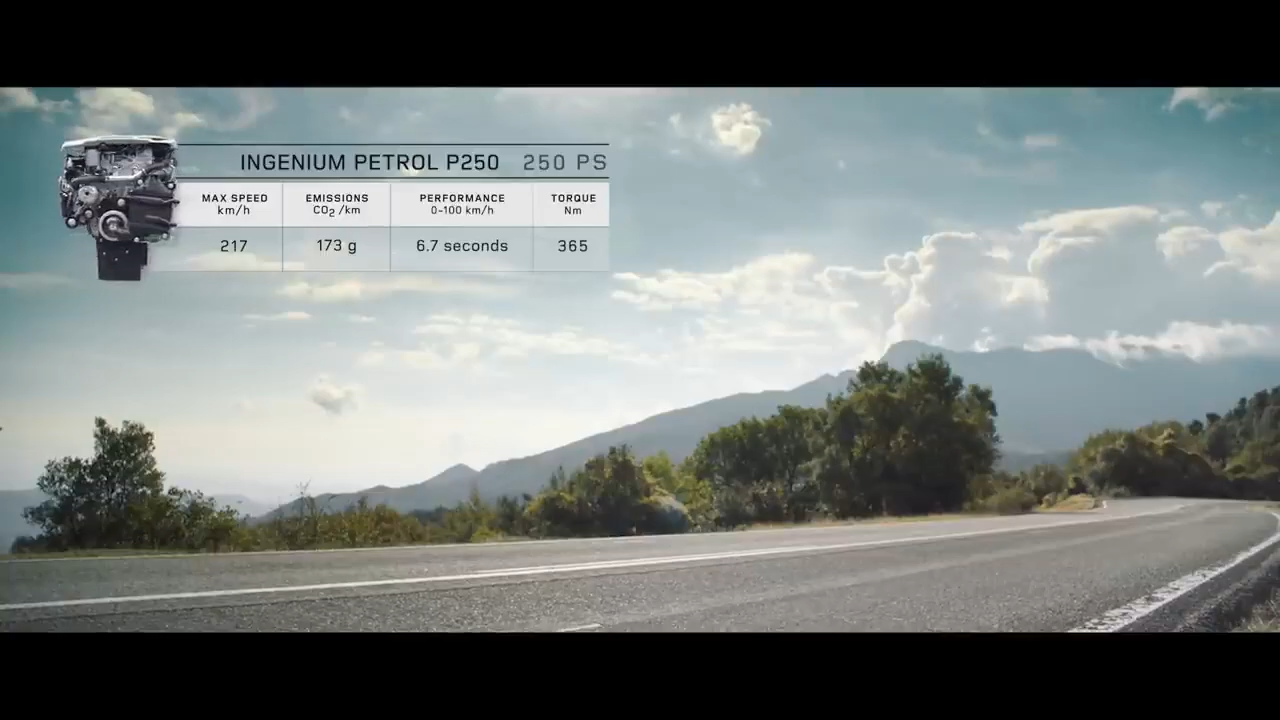 INGENIUM PETROL P250 250 PS
MAX SPEED EMISSIONS PERFORMANCE TORQUE
km/h CO2 /km 0-100 km/h Nm
217 173 g 6.7 seconds 365